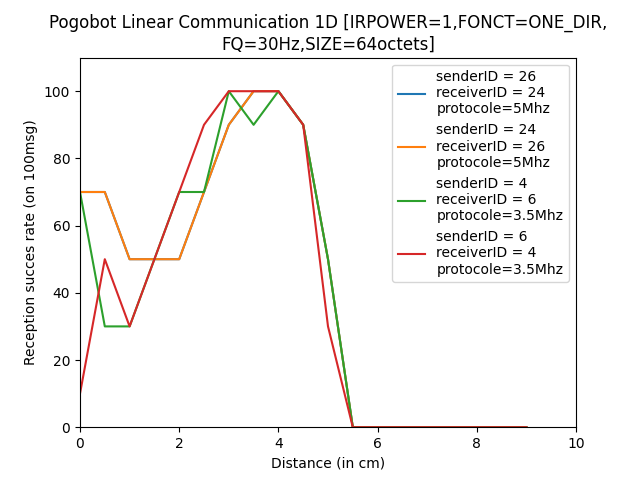 Pogobot Linear Communication 1D [IRPOWER=1,FONCT=ONE_DIR,
FQ=30Hz,SIZE=64octets]
Reception succes rate (on 100msg)
100
80
60
40
20
0
0
2
4
6
8
10
Distance (in cm)
senderID = 26
receiverID = 24
protocole=5Mhz
senderID = 24
receiverID = 26
protocole=5Mhz
senderID = 4
receiverID = 6
protocole=3.5Mhz
senderID = 6
receiverID = 4
protocole=3.5Mhz